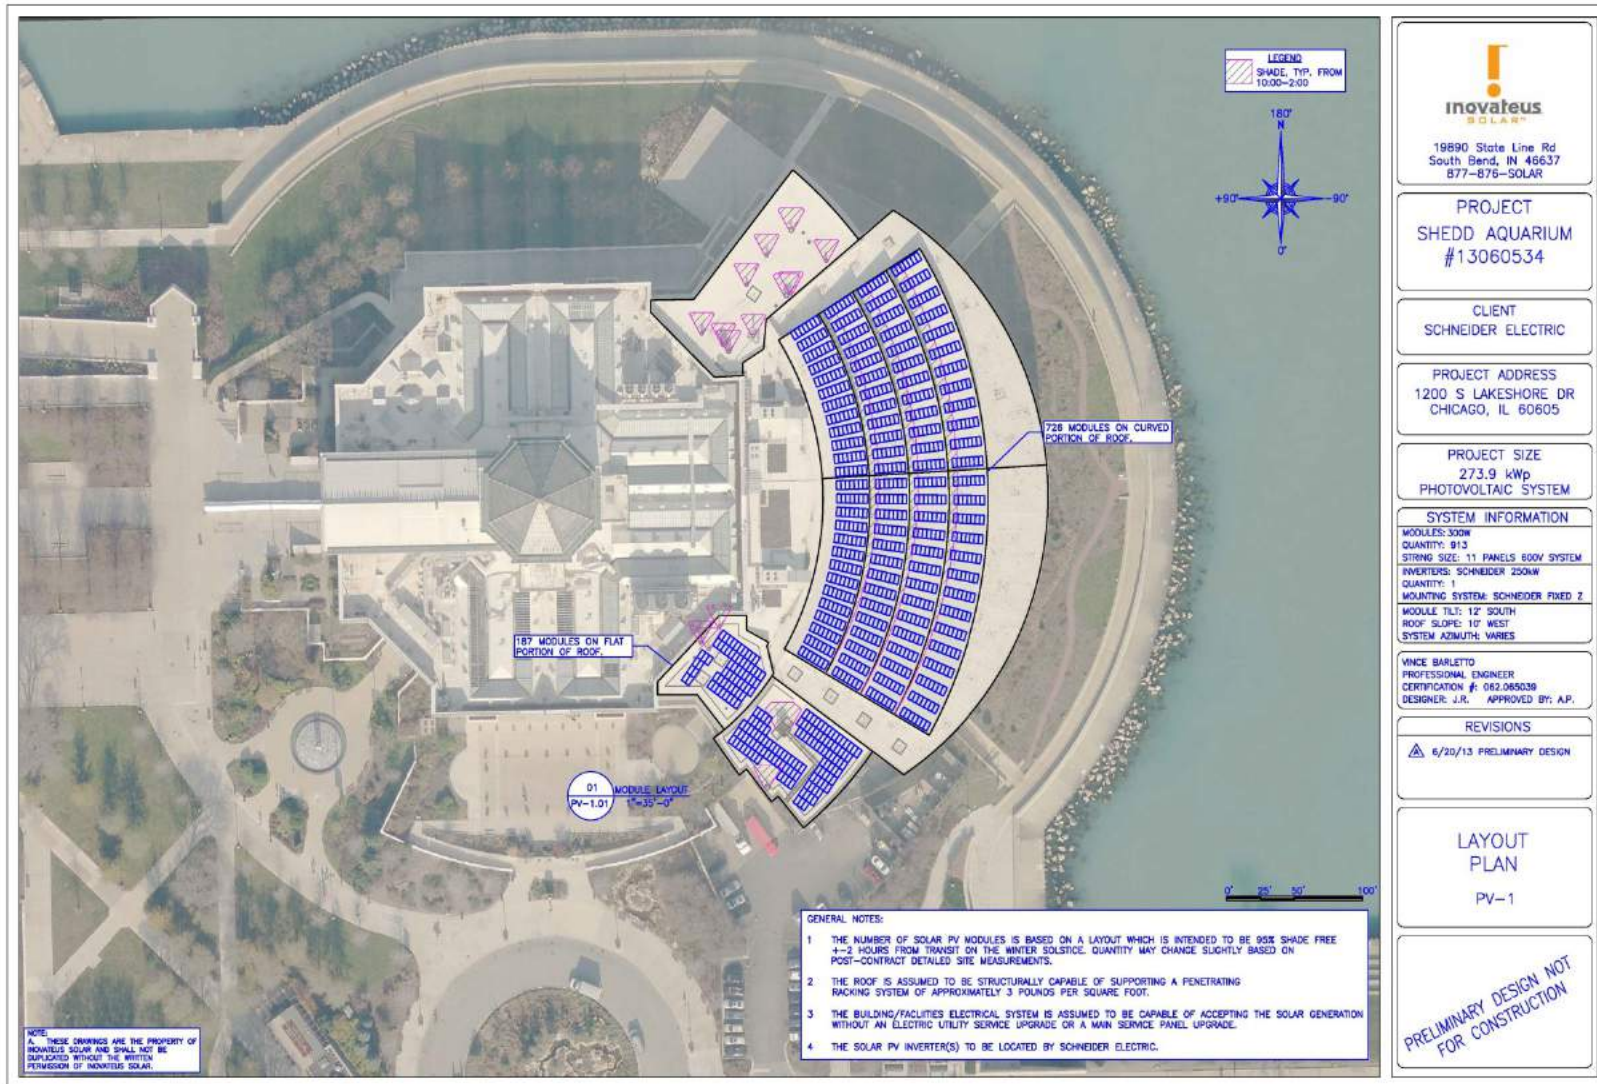 LEGEND
SHADE, TYP. FROM
10:00-2:00
180°
N
+90°
-90°
0°
728 MODULES ON CURVED
PORTION OF ROOF.
187 MODULES ON FLAT
PORTION OF ROOF.
01
PV-1.01
MODULE LAYOUT
1"=35'-0"
0' 25' 50' 100'
GENERAL NOTES:
1 THE NUMBER OF SOLAR PV MODULES IS BASED ON A LAYOUT WHICH IS INTENDED TO BE 95% SHADE FREE
+-2 HOURS FROM TRANSIT ON THE WINTER SOLSTICE. QUANTITY MAY CHANGE SLIGHTLY BASED ON
POST-CONTRACT DETAILED SITE MEASUREMENTS.
2 THE ROOF IS ASSUMED TO BE STRUCTURALLY CAPABLE OF SUPPORTING A PENETRATING
RACKING SYSTEM OF APPROXIMATELY 3 POUNDS PER SQUARE FOOT.
3 THE BUILDING/FACLITIES ELECTRICAL SYSTEM IS ASSUMED TO BE CAPABLE OF ACCEPTING THE SOLAR GENERATION
WITHOUT AN ELECTRIC UTILITY SERVICE UPGRADE OR A MAIN SERVICE PANEL UPGRADE.
4 THE SOLAR PV INVERTER(S) TO BE LOCATED BY SCHNEIDER ELECTRIC.
NOTE:
A. THESE DRAWINGS ARE THE PROPERTY OF
INOVATEUS SOLAR AND SHALL NOT BE
DUPLICATED WITHOUT THE WRITTEN
PERMISSION OF INOVATEUS SOLAR.
inovateus
SOLAR
19890 State Line Rd
South Bend, IN 46637
877-876-SOLAR
PROJECT
SHEDD AQUARIUM
#13060534
CLIENT
SCHNEIDER ELECTRIC
PROJECT ADDRESS
1200 S LAKESHORE DR
CHICAGO, IL 60605
PROJECT SIZE
273.9 kWp
PHOTOVOLTAIC SYSTEM
SYSTEM INFORMATION
MODULES: 300W
QUANTITY: 913
STRING SIZE: 11 PANELS 600V SYSTEM
INVERTERS: SCHNEIDER 250kW
QUANTITY: 1
MOUNTING SYSTEM: SCHNEIDER FIXED Z
MODULE TILT: 12° SOUTH
ROOF SLOPE: 10° WEST
SYSTEM AZIMUTH: VARIES
VINCE BARLETTO
PROFESSIONAL ENGINEER
CERTIFICATION #: 062.065039
DESIGNER: J.R. APPROVED BY: A.P.
REVISIONS
A 6/20/13 PRELIMINARY DESIGN
LAYOUT
PLAN
PV-1
PRELIMINARY DESIGN NOT
FOR CONSTRUCTION